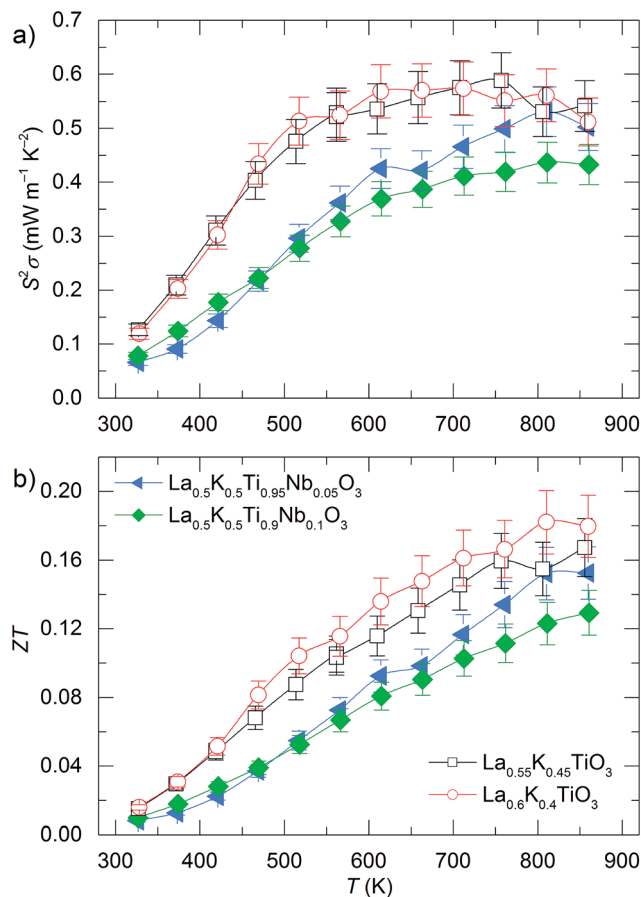 a)
0.7
0.6
0.5
0.4
0.3
0.2
0.1
0.0
S² σ (mW m⁻¹ K⁻²)
300 400 500 600 700 800 900
b)
0.20
0.16
0.12
0.08
0.04
0.00
ZT
La₀.₅K₀.₅Ti₀.₉₅Nb₀.₀₅O₃
La₀.₅K₀.₅Ti₀.₉Nb₀.₁O₃
La₀.₅₅K₀.₄₅TiO₃
La₀.₆K₀.₄TiO₃
300 400 500 600 700 800 900
T (K)